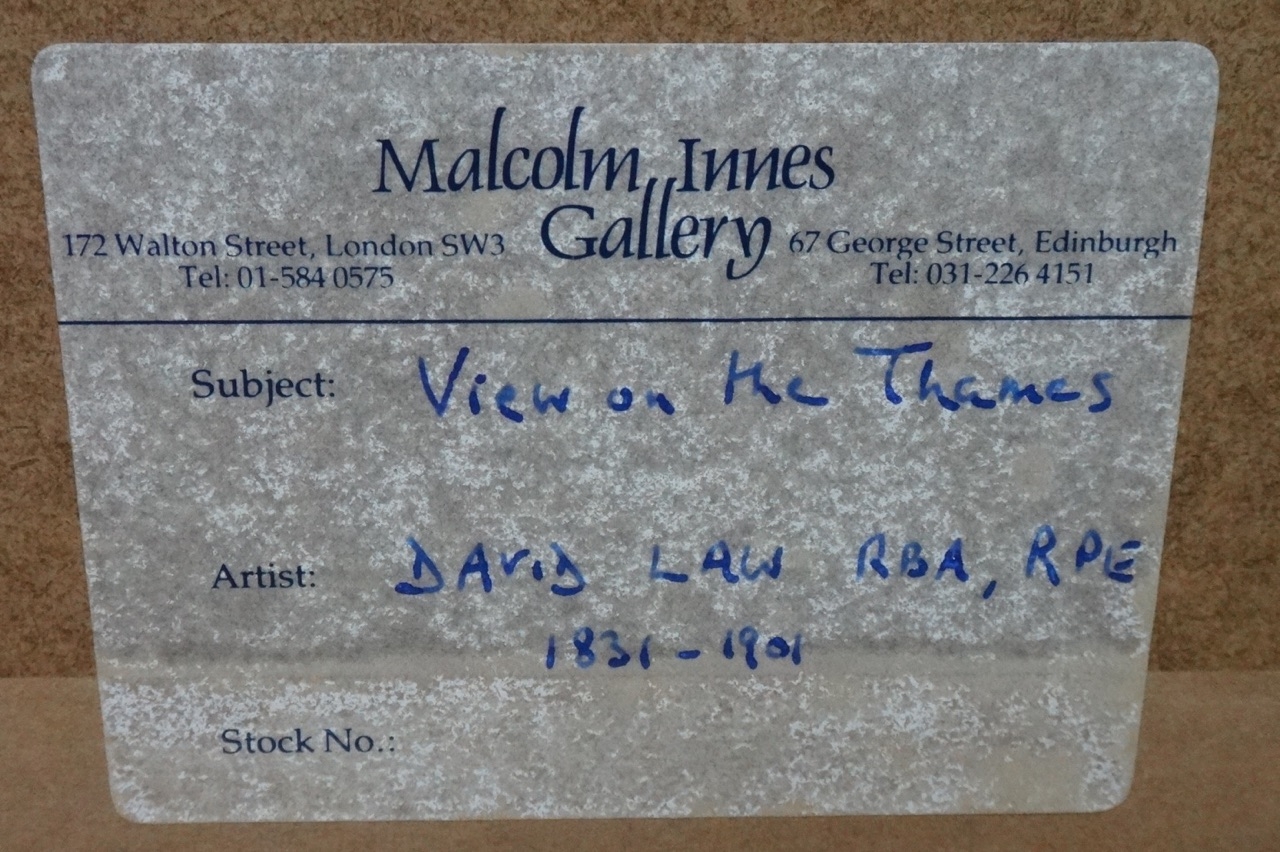 Malcolm Innes
Gallery
172 Walton Street, London SW3
Tel: 01-584 0575
67 George Street, Edinburgh
Tel: 031-226 4151
Subject: View on the Thames
Artist: DAVID LAW RBA, RPE
1831-1901
Stock No.: